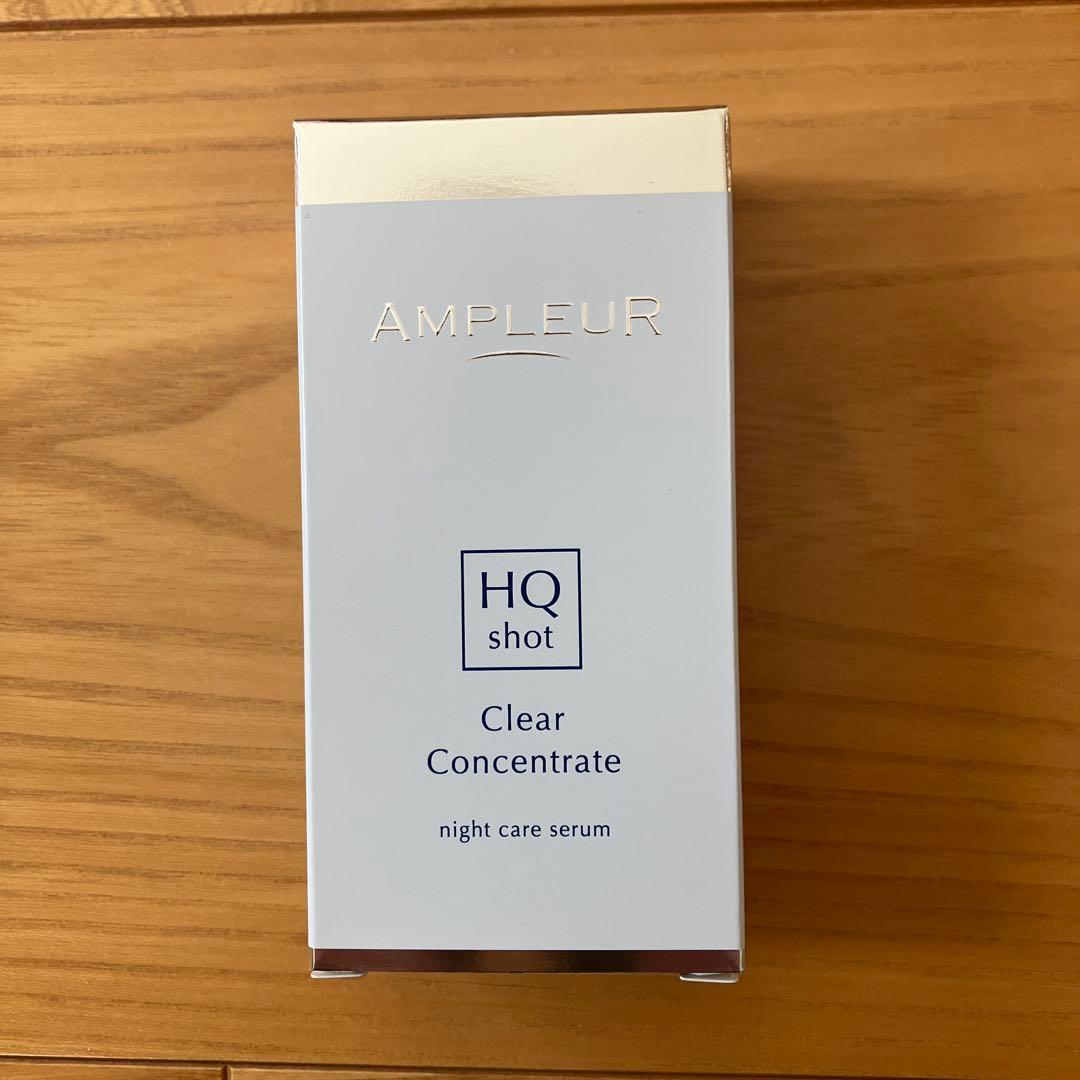 AMPLEUR
HQ
shot
Clear
Concentrate
night care serum